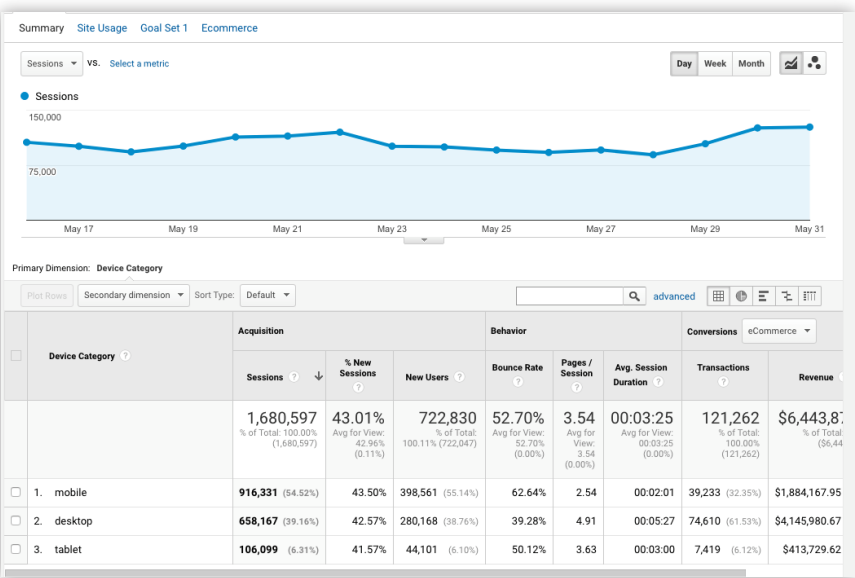 Summary Site Usage Goal Set 1 Ecommerce
Sessions VS. Select a metric Day Week Month
Sessions
150,000
75,000
May 17 May 19 May 21 May 23 May 25 May 27 May 29 May 31
Primary Dimension: Device Category
Plot Rows Secondary dimension Sort Type: Default advanced
Acquisition Behavior Conversions eCommerce
Device Category ? Sessions ? % New Sessions ? New Users ? Bounce Rate ? Pages / Session ? Avg. Session Duration ? Transactions ? Revenue
1,680,597 43.01% 722,830 52.70% 3.54 00:03:25 121,262 $6,443,87
% of Total: 100.00% (1,680,597) Avg for View: 42.96% (0.11%) % of Total: 100.11% (722,047) Avg for View: 52.70% (0.00%) Avg for View: 3.54 (0.00%) Avg for View: 00:03:25 (0.00%) % of Total: 100.00% (121,262) % of Total: ($6,44
1. mobile 916,331 (54.52%) 43.50% 398,561 (55.14%) 62.64% 2.54 00:02:01 39,233 (32.35%) $1,884,167.95
2. desktop 658,167 (39.16%) 42.57% 280,168 (38.76%) 39.28% 4.91 00:05:27 74,610 (61.53%) $4,145,980.67
3. tablet 106,099 (6.31%) 41.57% 44,101 (6.10%) 50.12% 3.63 00:03:00 7,419 (6.12%) $413,729.62